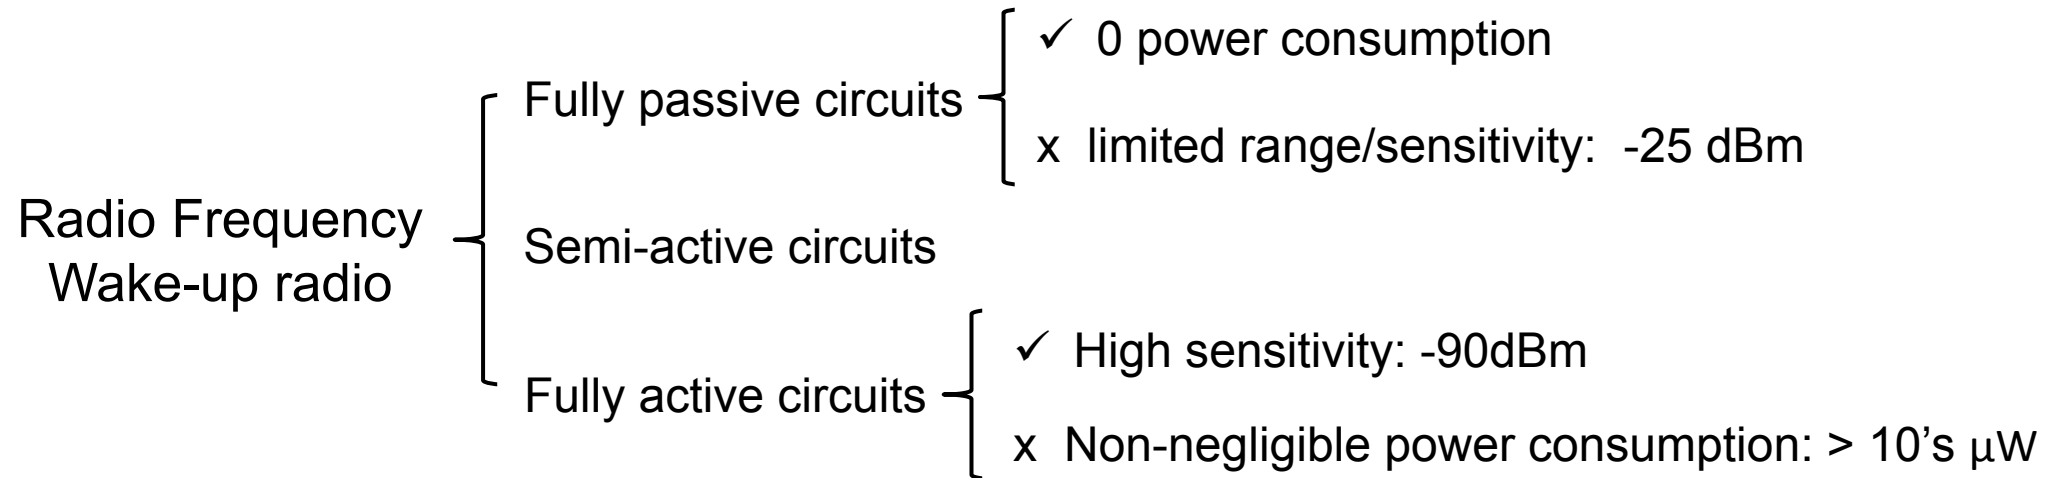 ✓ 0 power consumption
Fully passive circuits
x limited range/sensitivity: -25 dBm
Radio Frequency
Wake-up radio
Semi-active circuits
✓ High sensitivity: -90dBm
Fully active circuits
x Non-negligible power consumption: > 10’s μW